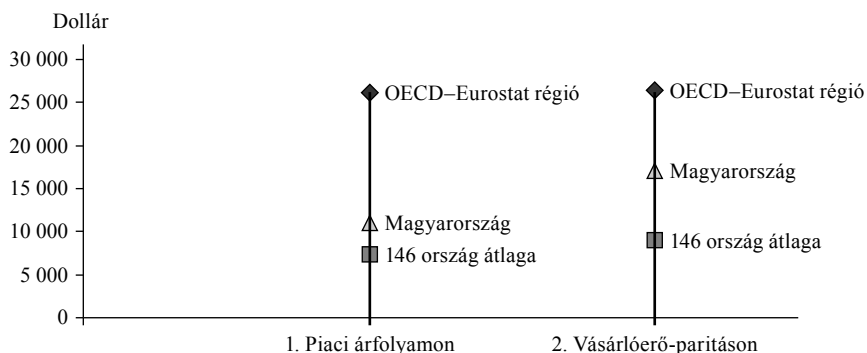 Dollár
30 000
25 000
20 000
15 000
10 000
5 000
0
OECD–Eurostat régió
Magyarország
146 ország átlaga
OECD–Eurostat régió
Magyarország
146 ország átlaga
1. Piaci árfolyamon
2. Vásárlóerő-paritáson